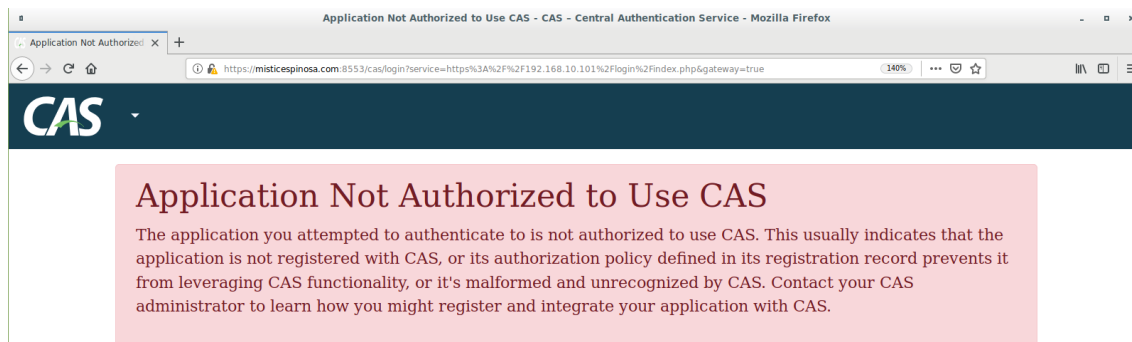 Application Not Authorized to Use CAS - CAS – Central Authentication Service - Mozilla Firefox
Application Not Authorized
https://misticespinosa.com:8553/cas/login?service=https%3A%2F%2F192.168.10.101%2Flogin%2Findex.php&gateway=true
140%
CAS
Application Not Authorized to Use CAS
The application you attempted to authenticate to is not authorized to use CAS. This usually indicates that the
application is not registered with CAS, or its authorization policy defined in its registration record prevents it
from leveraging CAS functionality, or it's malformed and unrecognized by CAS. Contact your CAS
administrator to learn how you might register and integrate your application with CAS.